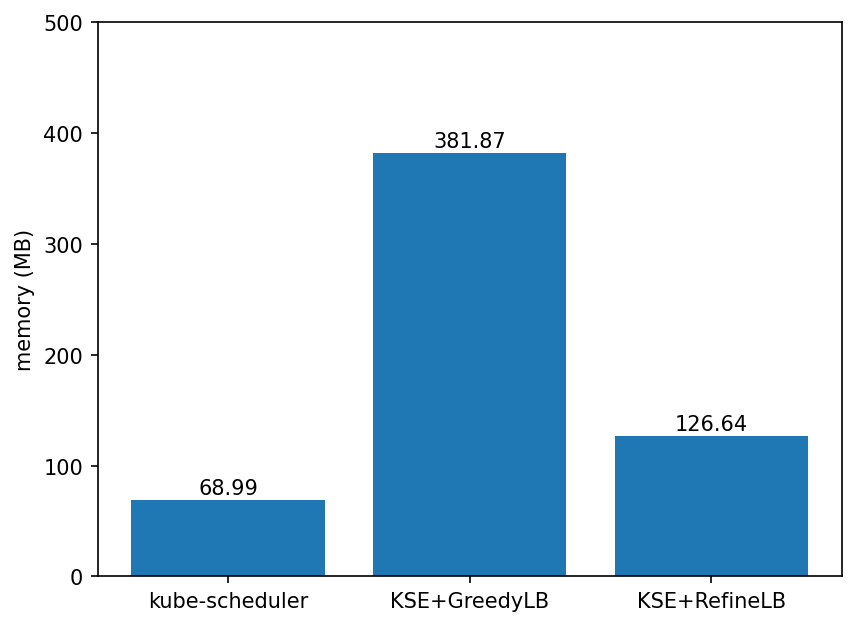 500
400
300
200
100
0
memory (MB)
68.99
381.87
126.64
kube-scheduler
KSE+GreedyLB
KSE+RefineLB